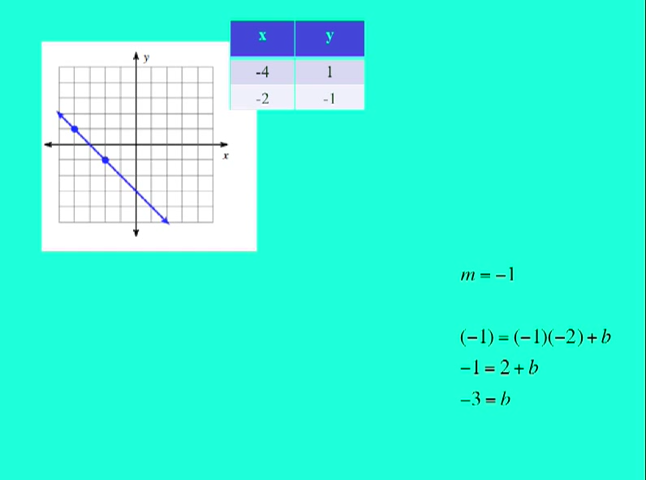 x y
-4 1
-2 -1
y
x
m = −1
(−1) = (−1)(−2) + b
−1 = 2 + b
−3 = b